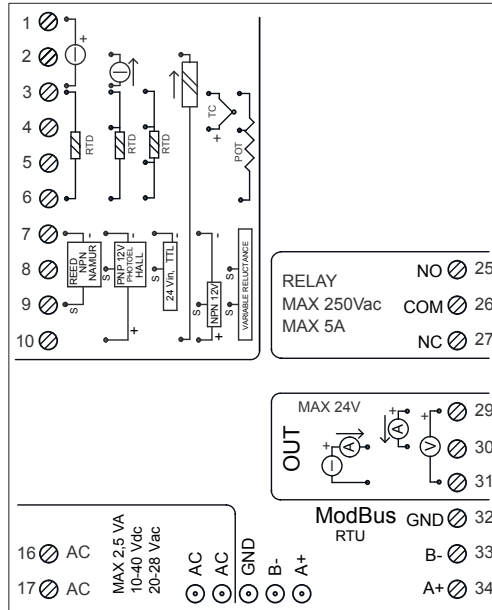 1
+
2
3
4
5
6
RTD
RTD
RTD
TC
+
POT
7
8
9
10
-
REED
NPN
NAMUR
S
-
PNP 12V
PHOTOEL
HALL
S
+
-
24 Vin, TTL
S
-
NPN 12V
S
+
-
VARIABLE RELUCTANCE
S
S
RELAY
MAX 250Vac
MAX 5A
NO 25
COM 26
NC 27
MAX 24V
OUT
+
A
+
A
+
V
29
30
31
ModBus
RTU
GND 32
B- 33
A+ 34
16 AC
17 AC
MAX 2,5 VA
10-40 Vdc
20-28 Vac
AC
AC
GND
B-
A+